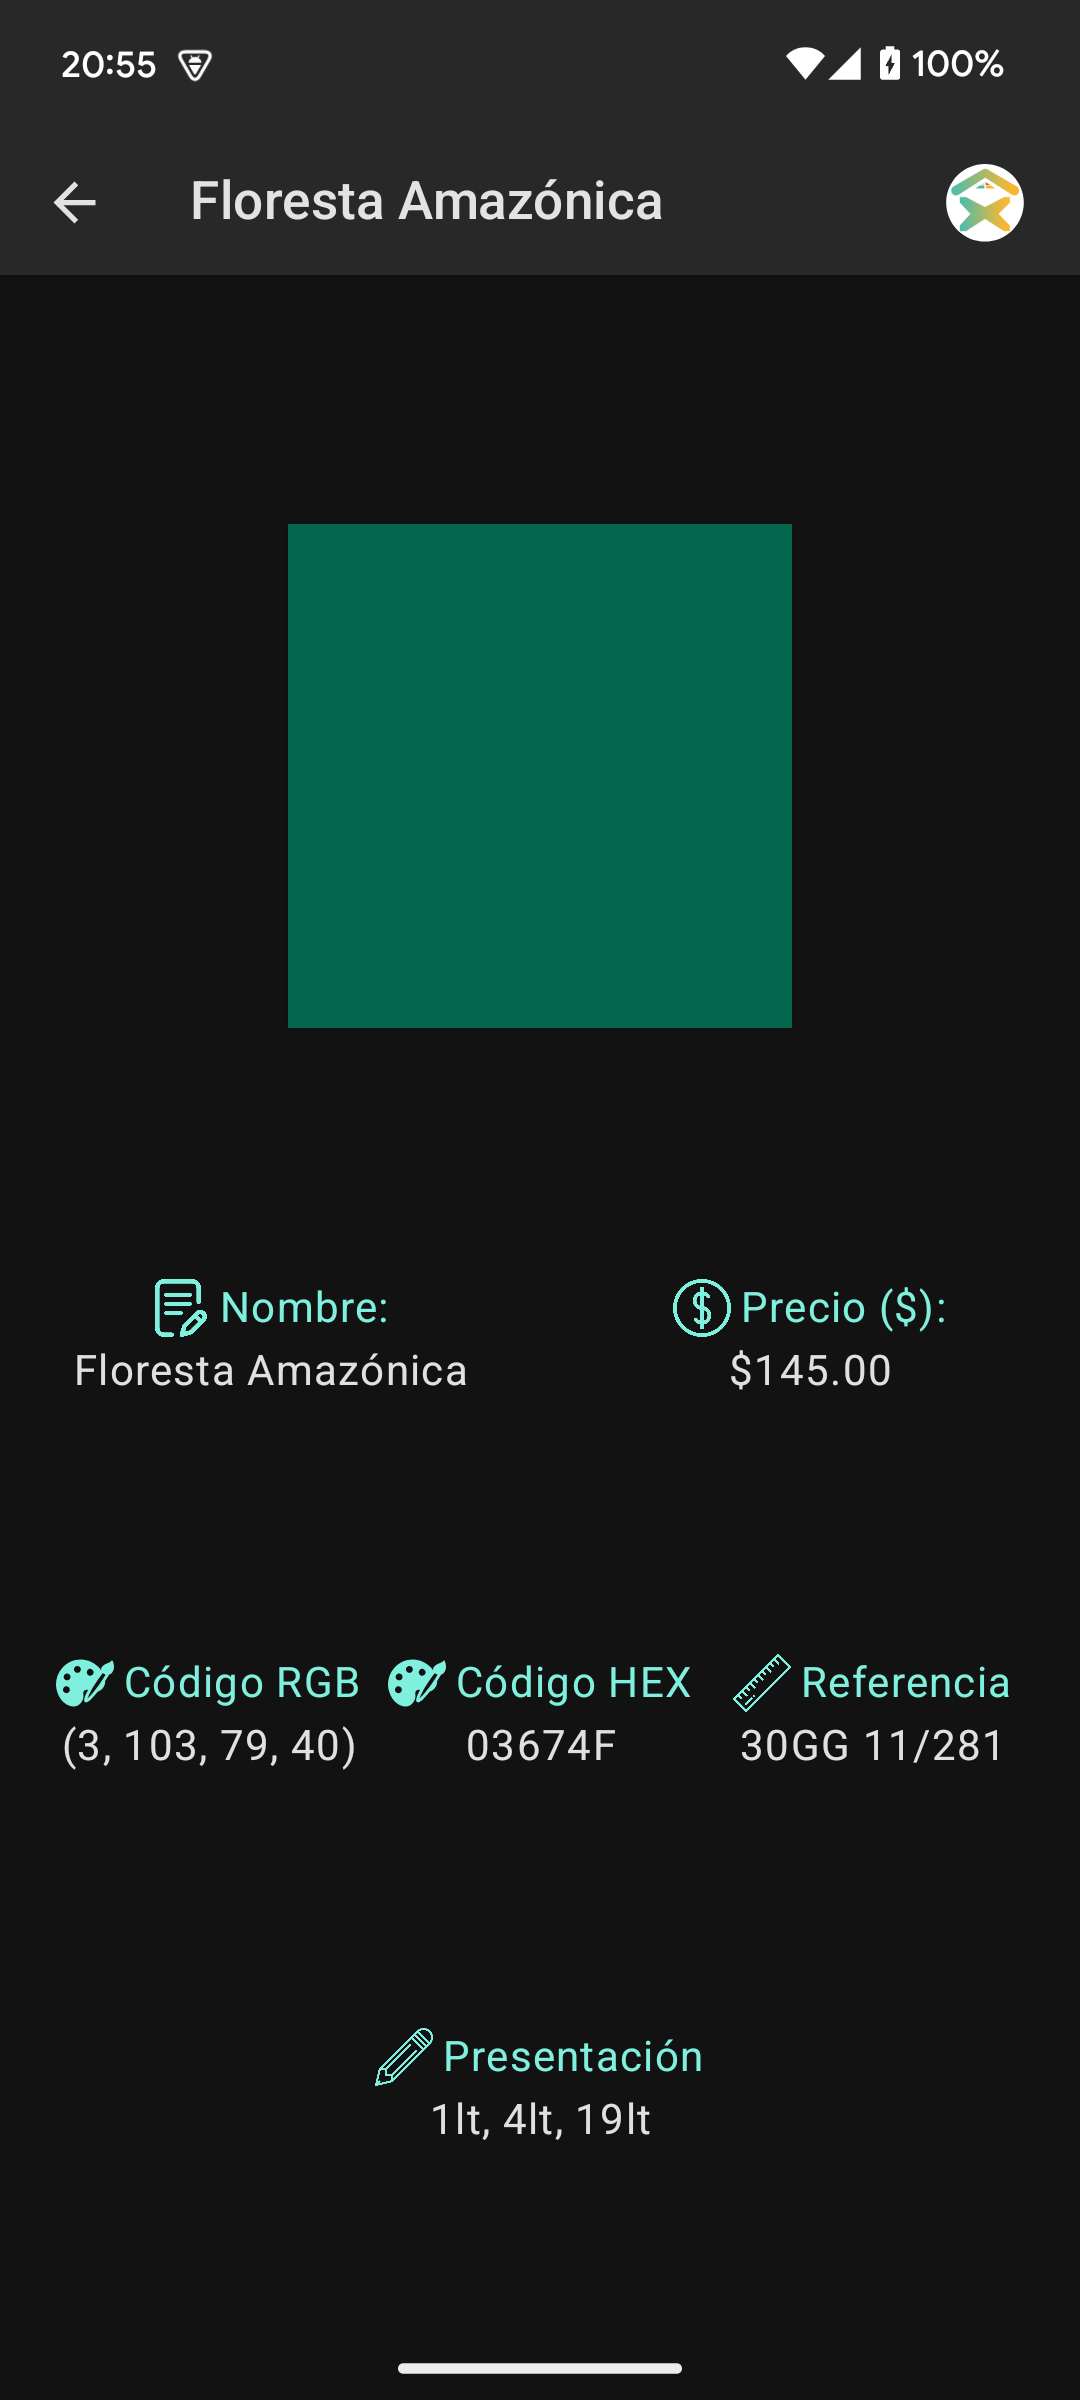 20:55
100%
Floresta Amazónica
Nombre:
Floresta Amazónica
Precio ($):
$145.00
Código RGB
(3, 103, 79, 40)
Código HEX
03674F
Referencia
30GG 11/281
Presentación
1lt, 4lt, 19lt